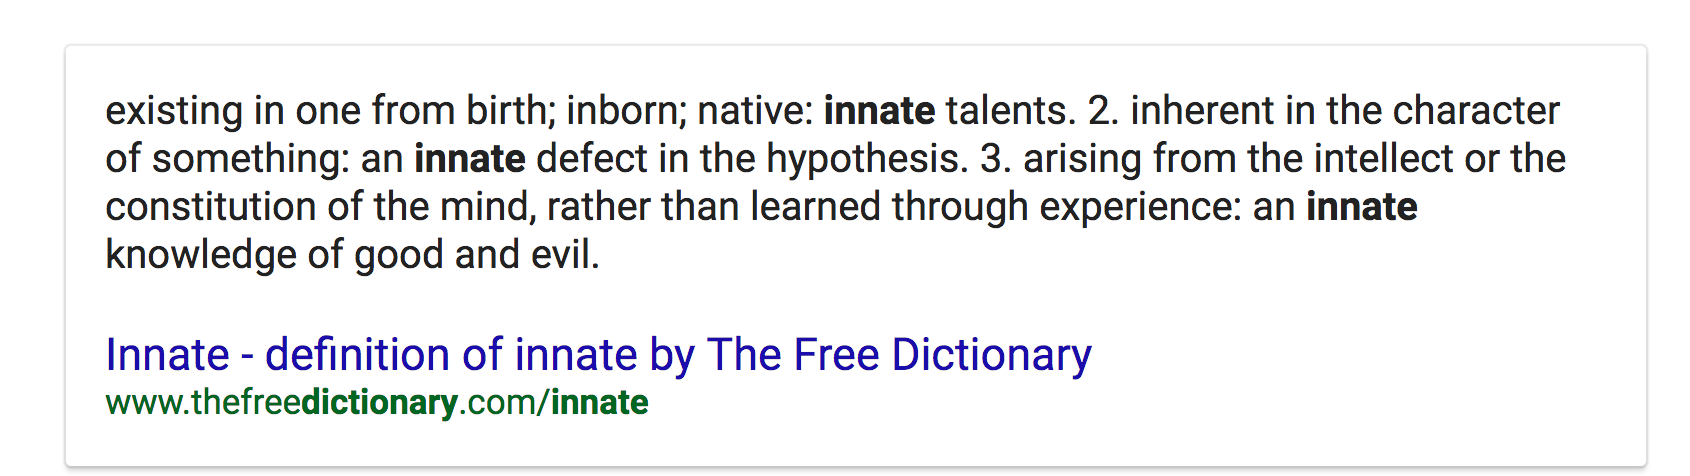 existing in one from birth; inborn; native: innate talents. 2. inherent in the character
of something: an innate defect in the hypothesis. 3. arising from the intellect or the
constitution of the mind, rather than learned through experience: an innate
knowledge of good and evil.
Innate - definition of innate by The Free Dictionary
www.thefreedictionary.com/innate